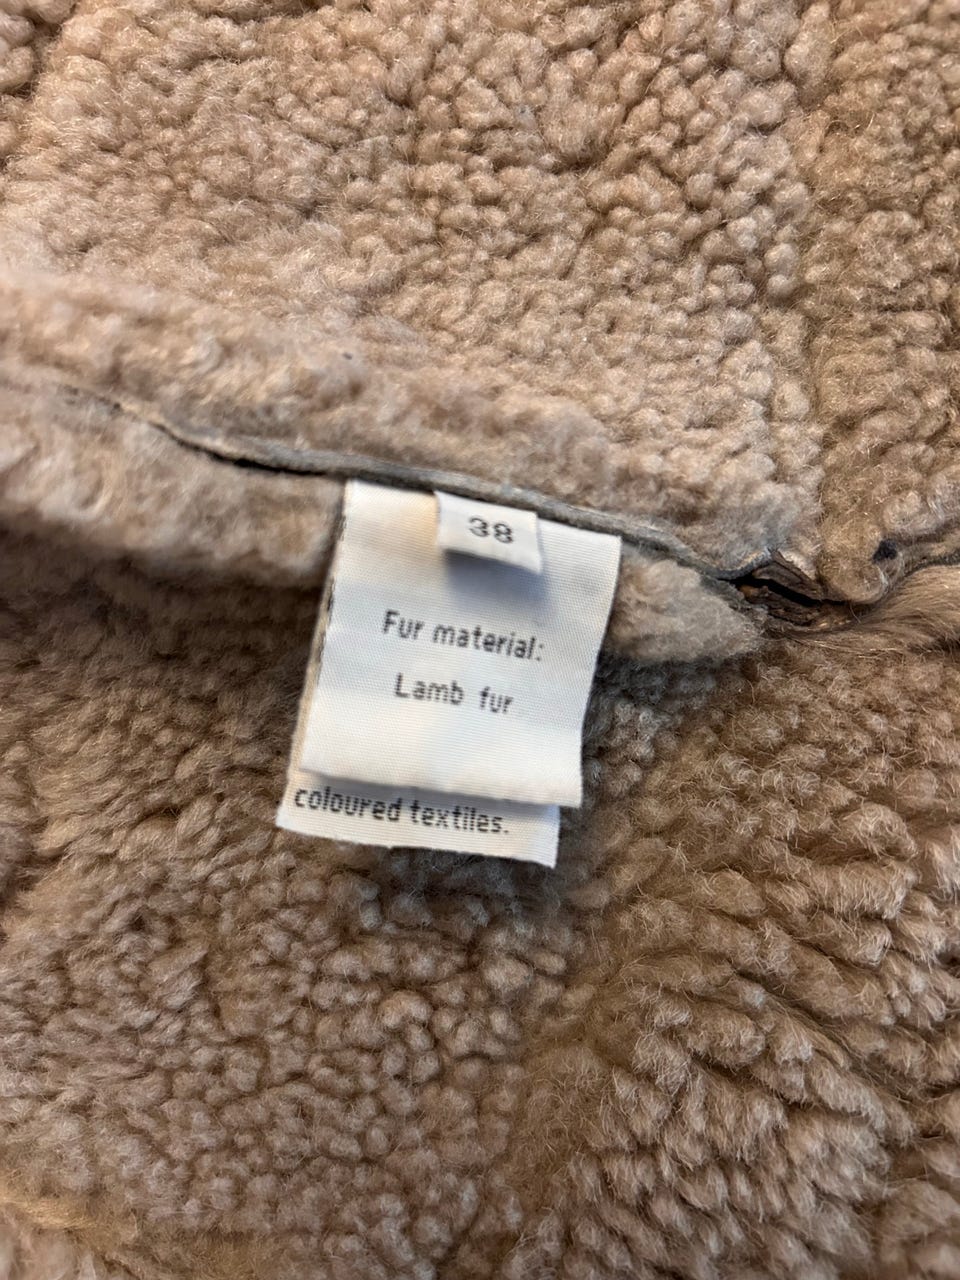 38
Fur material:
Lamb fur
coloured textiles.